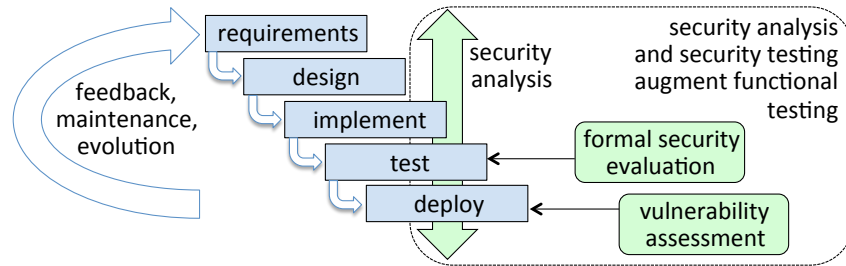 requirements
design
implement
test
deploy
feedback,
maintenance,
evolution
security
analysis
security analysis
and security testing
augment functional
testing
formal security
evaluation
vulnerability
assessment